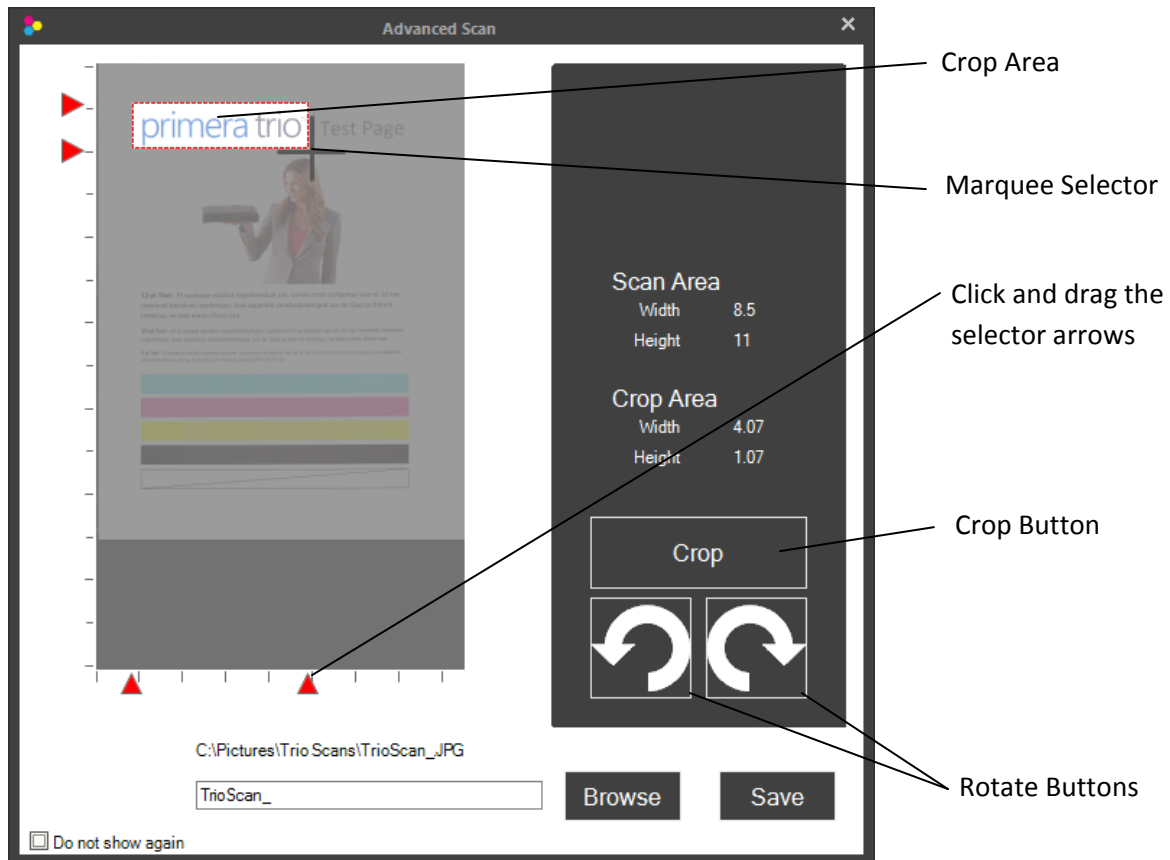 Advanced Scan
Crop Area
primera trio Test Page
Marquee Selector
Scan Area
Width 8.5
Height 11
Click and drag the
selector arrows
Crop Area
Width 4.07
Height 1.07
Crop Button
Crop
C:\Pictures\Trio Scans\TrioScan_.JPG
TrioScan_
Browse
Save
Rotate Buttons
Do not show again